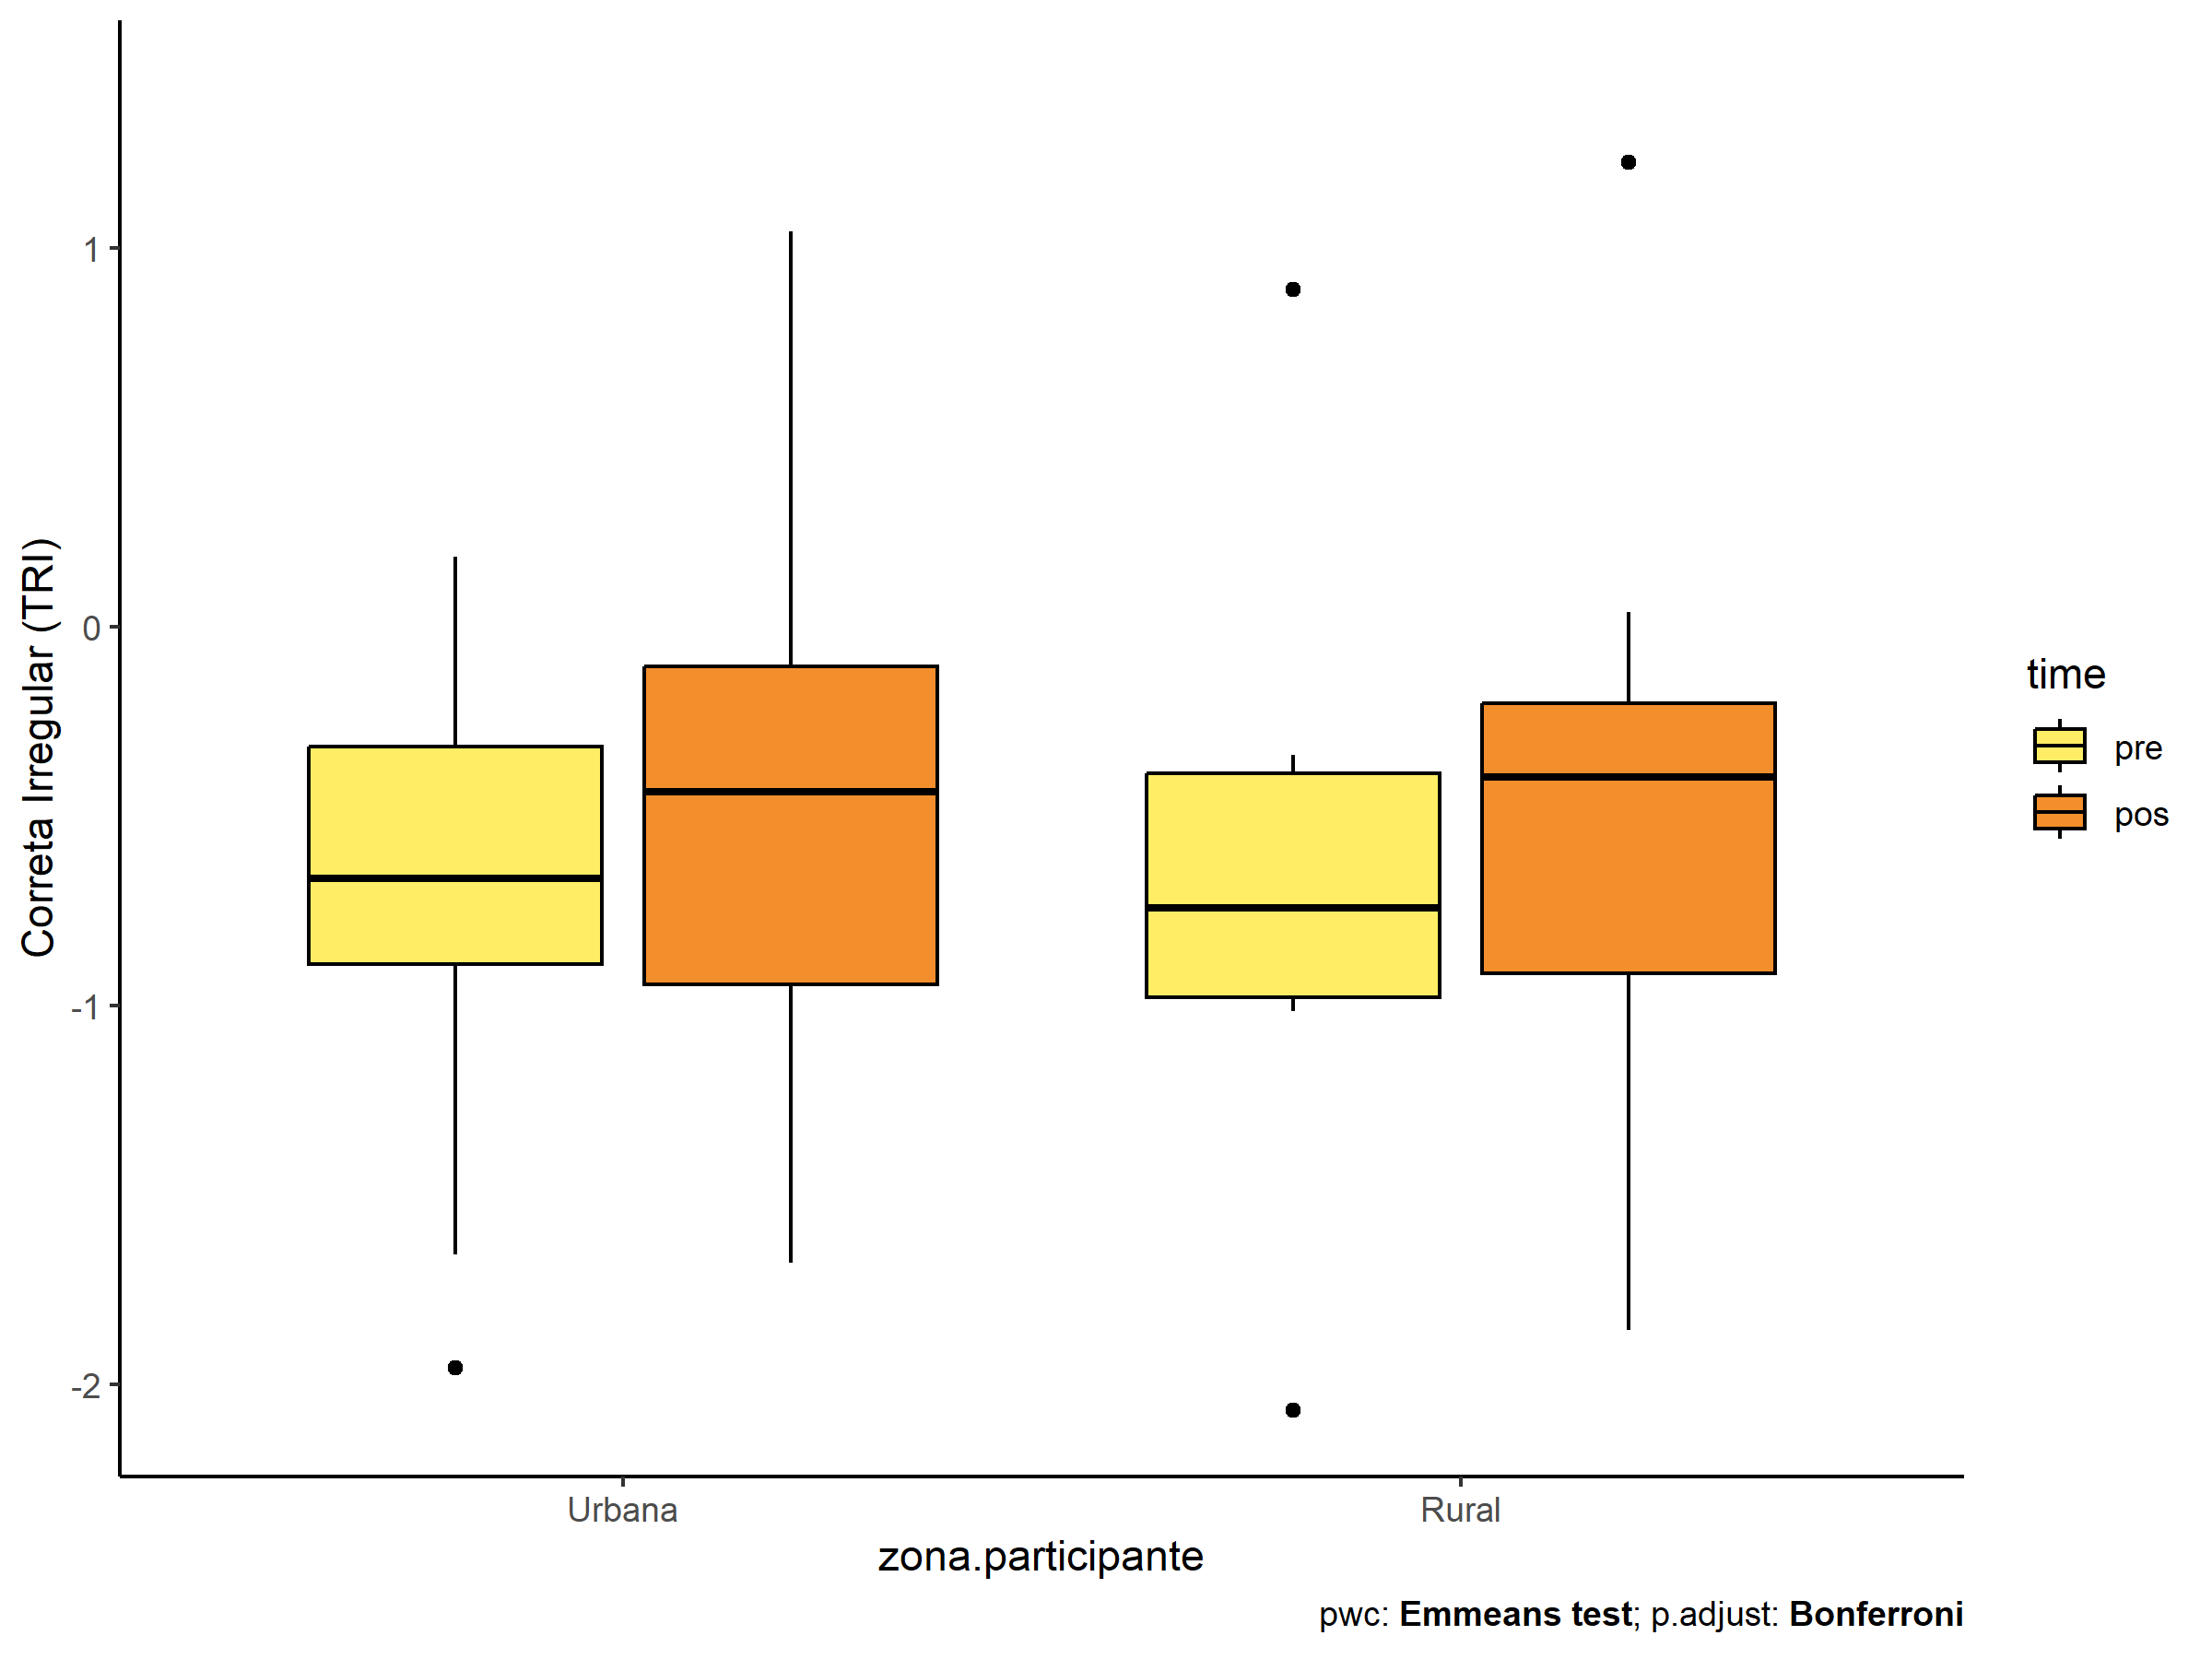 Correta Irregular (TRI)
1
0
-1
-2
Urbana
Rural
zona.participante
time
pre
pos
pwc: Emmeans test; p.adjust: Bonferroni